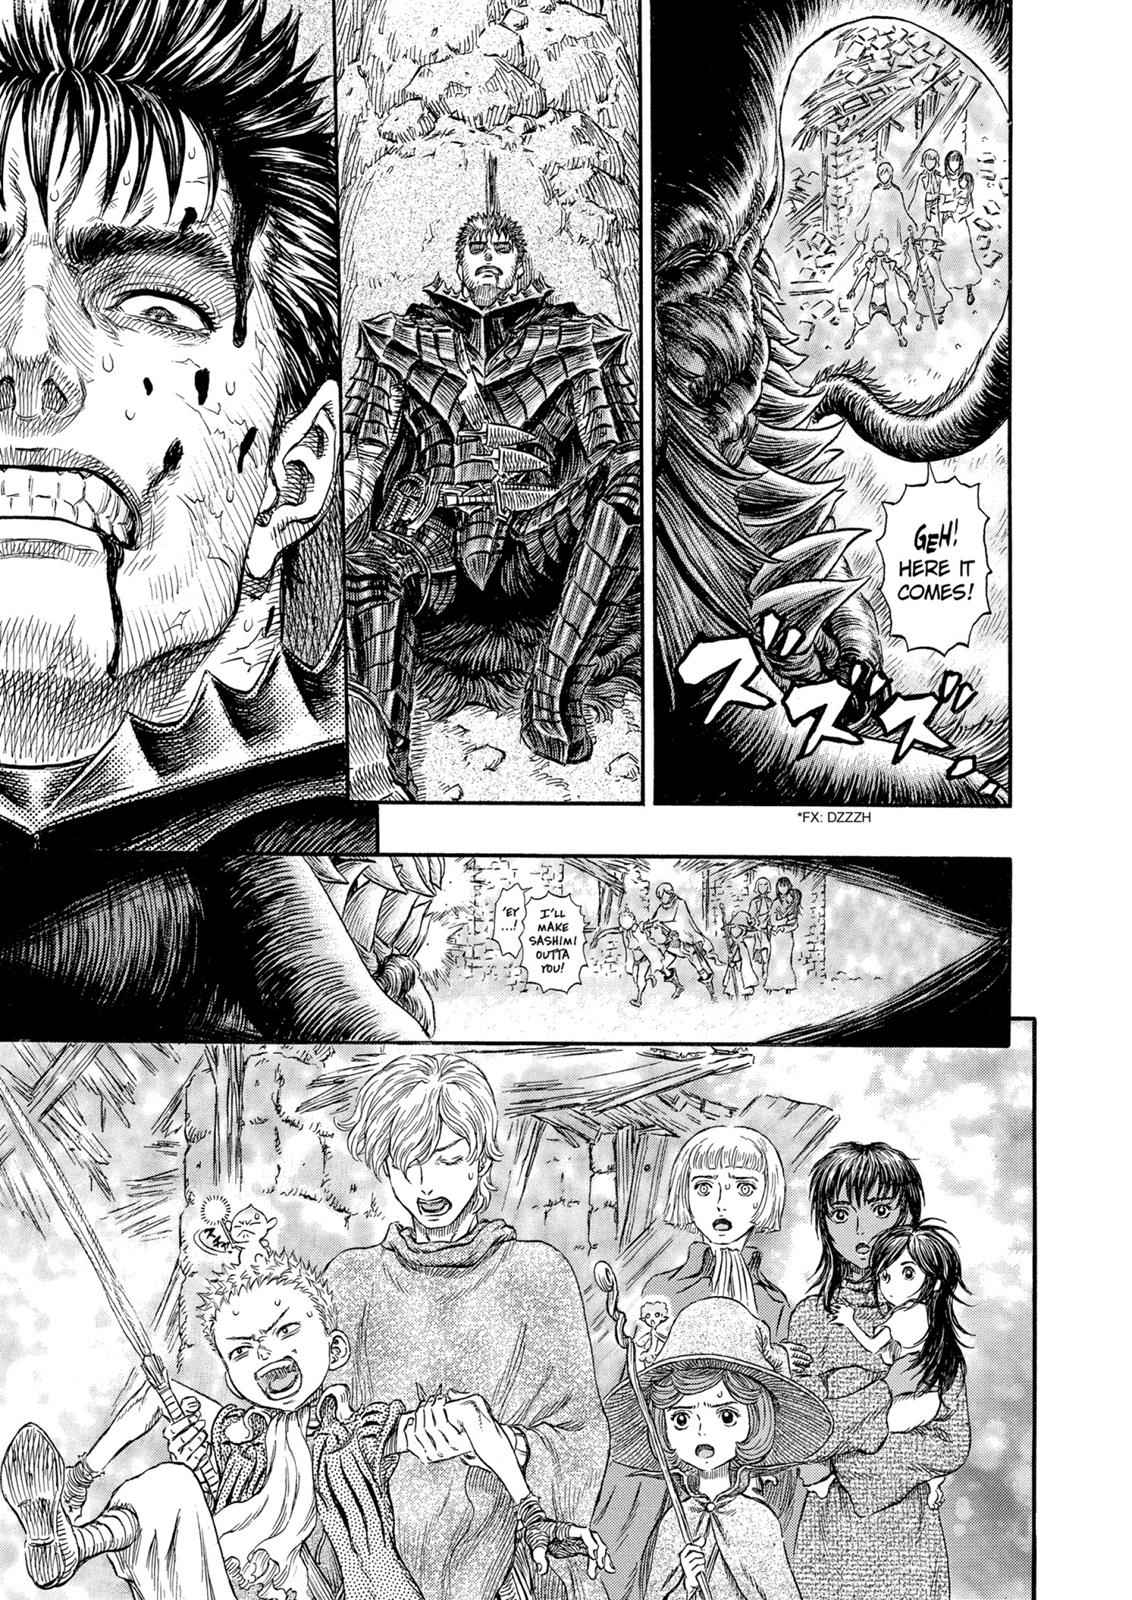 GEH!
HERE IT
COMES!
ズズズ
*FX: DZZZH
I'LL
MAKE
SASHIMI
OUTTA
YOU!
'EY
...!